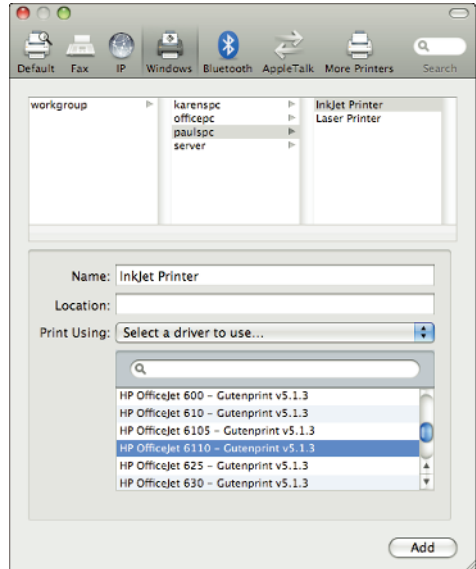 Default Fax IP Windows Bluetooth AppleTalk More Printers Search
workgroup karenspc InkJet Printer
officepc Laser Printer
paulspc
server
Name: InkJet Printer
Location:
Print Using: Select a driver to use...
HP OfficeJet 600 – Gutenprint v5.1.3
HP OfficeJet 610 – Gutenprint v5.1.3
HP OfficeJet 6105 – Gutenprint v5.1.3
HP OfficeJet 6110 – Gutenprint v5.1.3
HP OfficeJet 625 – Gutenprint v5.1.3
HP OfficeJet 630 – Gutenprint v5.1.3
Add